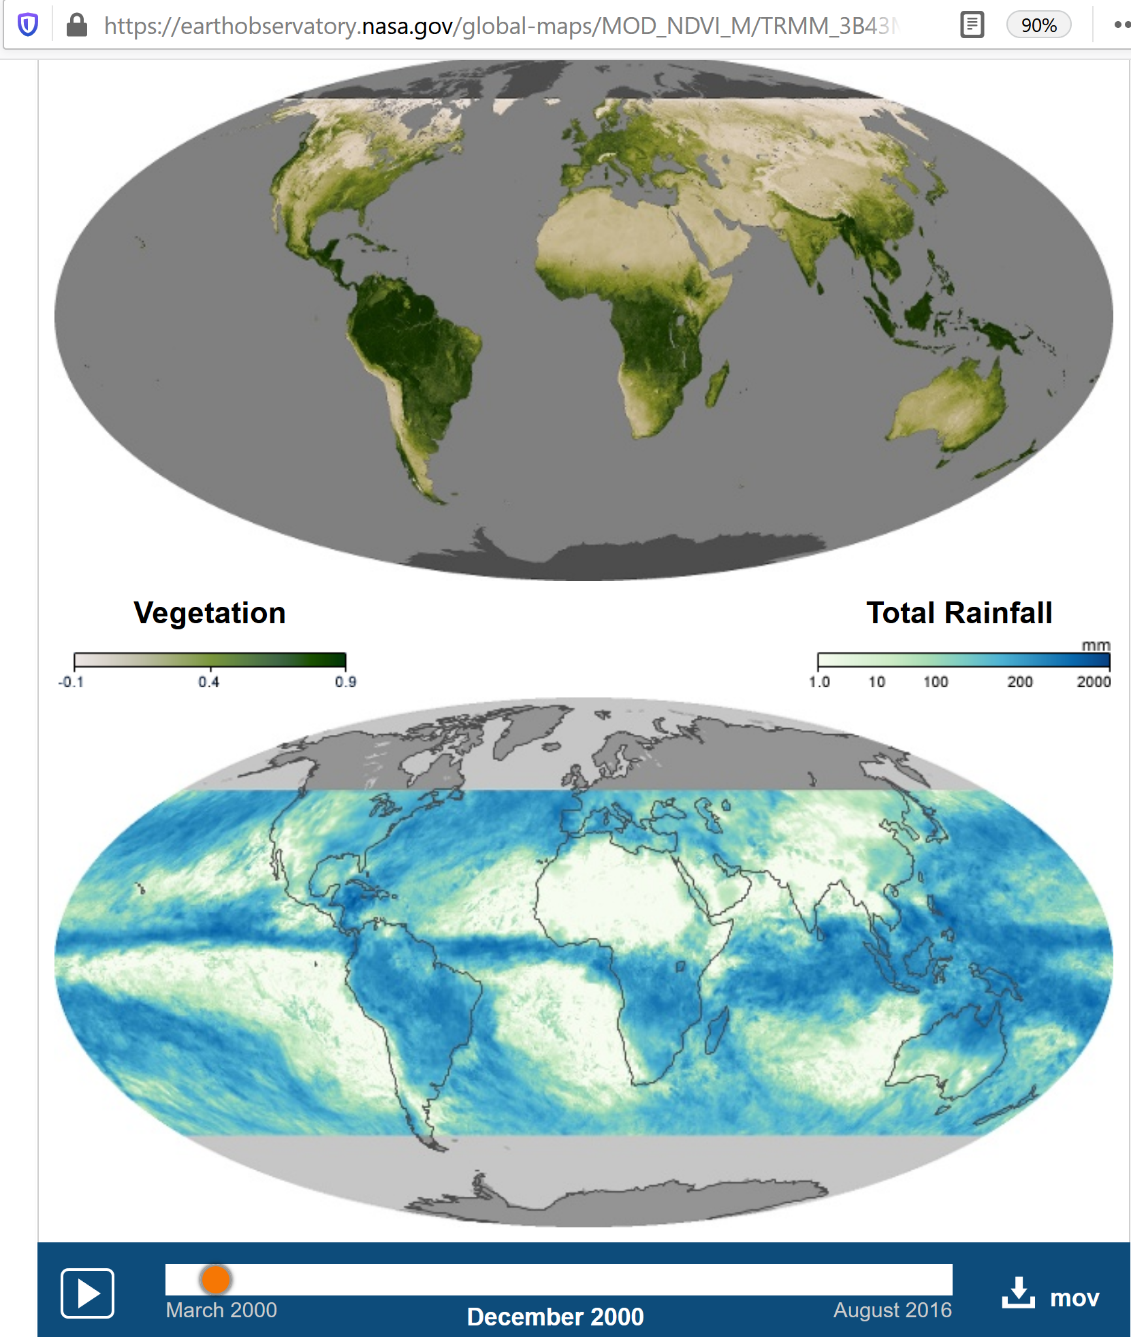 https://earthobservatory.nasa.gov/global-maps/MOD_NDVI_M/TRMM_3B43M
90%
Vegetation
Total Rainfall
mm
-0.1 0.4 0.9
1.0 10 100 200 2000
March 2000
December 2000
August 2016
mov